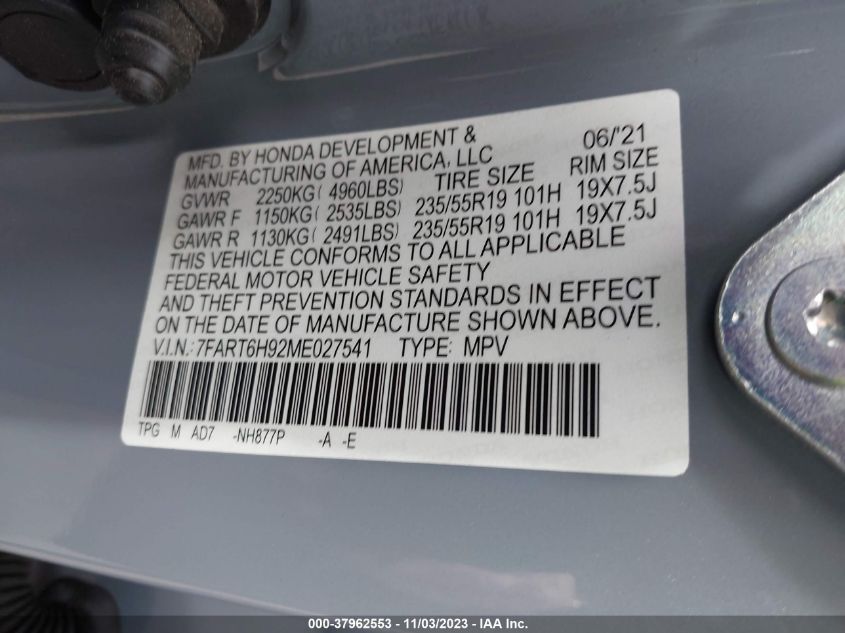 MFD. BY HONDA DEVELOPMENT & 06/'21
MANUFACTURING OF AMERICA, LLC
GVWR 2250KG( 4960LBS) TIRE SIZE RIM SIZE
GAWR F 1150KG( 2535LBS) 235/55R19 101H 19X7.5J
GAWR R 1130KG( 2491LBS) 235/55R19 101H 19X7.5J
THIS VEHICLE CONFORMS TO ALL APPLICABLE
FEDERAL MOTOR VEHICLE SAFETY
AND THEFT PREVENTION STANDARDS IN EFFECT
ON THE DATE OF MANUFACTURE SHOWN ABOVE.
V.I.N.:7FART6H92ME027541 TYPE: MPV
TPG M AD7 -NH877P -A -E
000-37962553 - 11/03/2023 - IAA Inc.